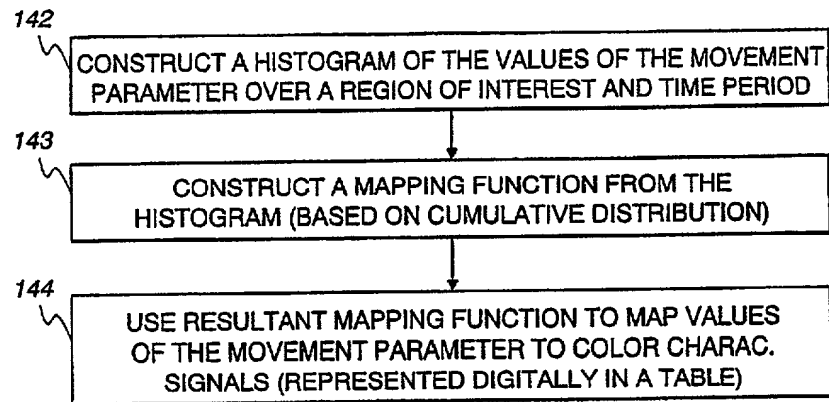 142
CONSTRUCT A HISTOGRAM OF THE VALUES OF THE MOVEMENT
PARAMETER OVER A REGION OF INTEREST AND TIME PERIOD
143
CONSTRUCT A MAPPING FUNCTION FROM THE
HISTOGRAM (BASED ON CUMULATIVE DISTRIBUTION)
144
USE RESULTANT MAPPING FUNCTION TO MAP VALUES
OF THE MOVEMENT PARAMETER TO COLOR CHARAC.
SIGNALS (REPRESENTED DIGITALLY IN A TABLE)